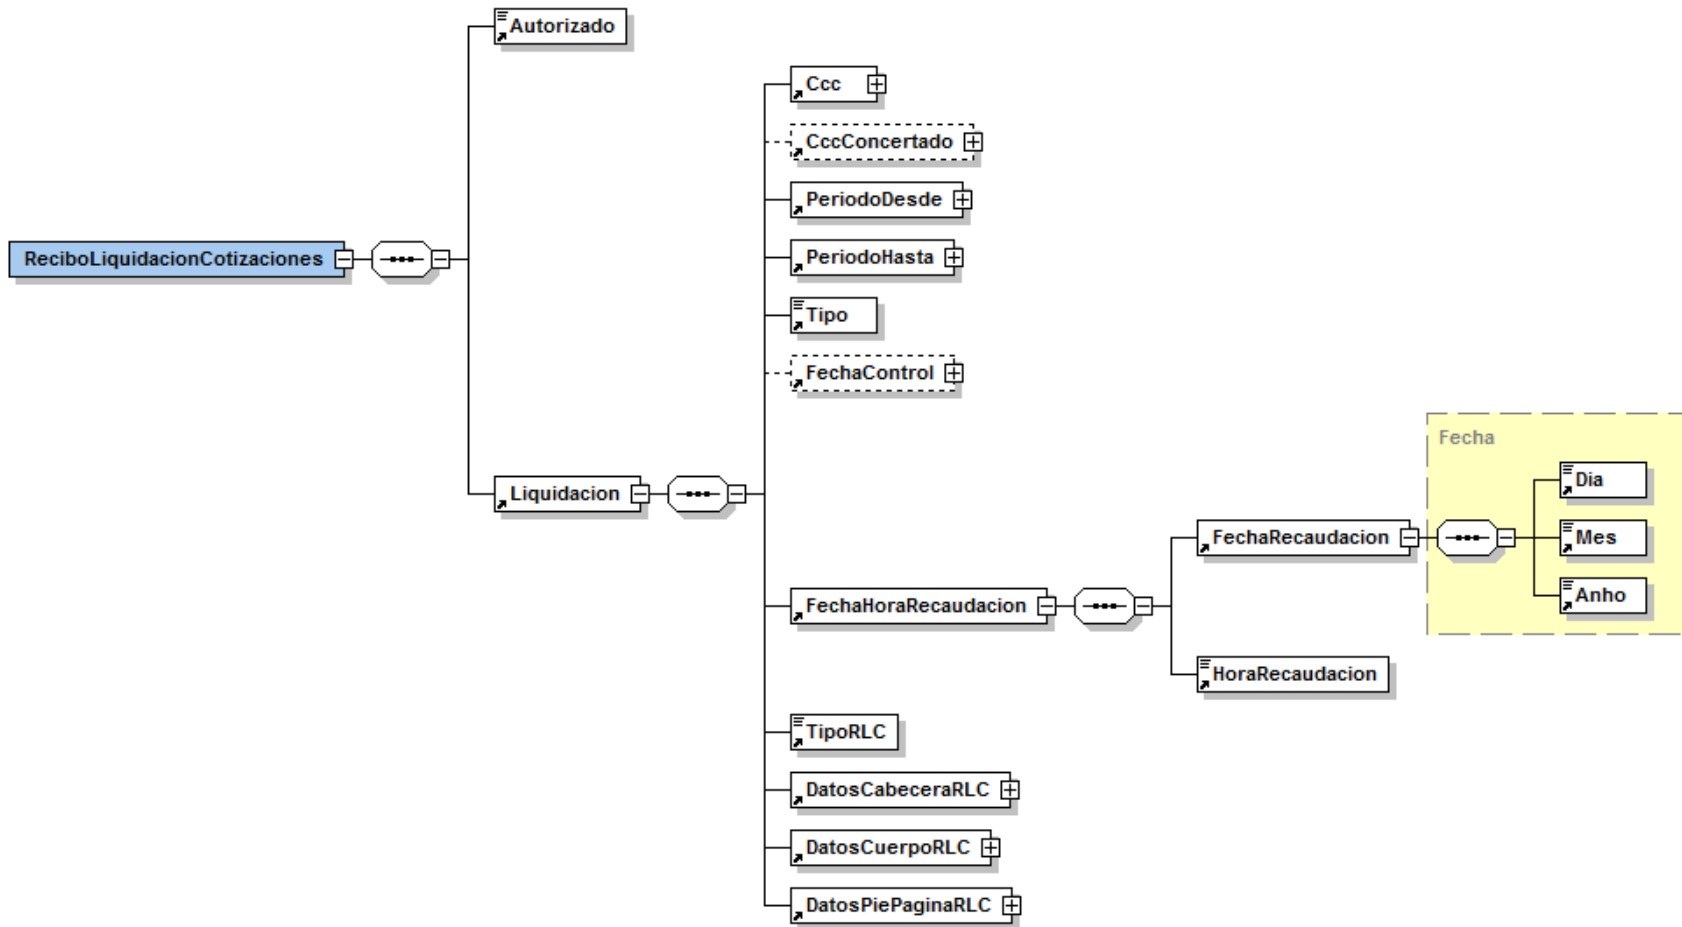 Autorizado
Ccc
CccConcertado
PeriodoDesde
ReciboLiquidacionCotizaciones
PeriodoHasta
Tipo
FechaControl
Fecha
Dia
Liquidacion
FechaRecaudacion
Mes
FechaHoraRecaudacion
Anho
HoraRecaudacion
TipoRLC
DatosCabeceraRLC
DatosCuerpoRLC
DatosPiePaginaRLC